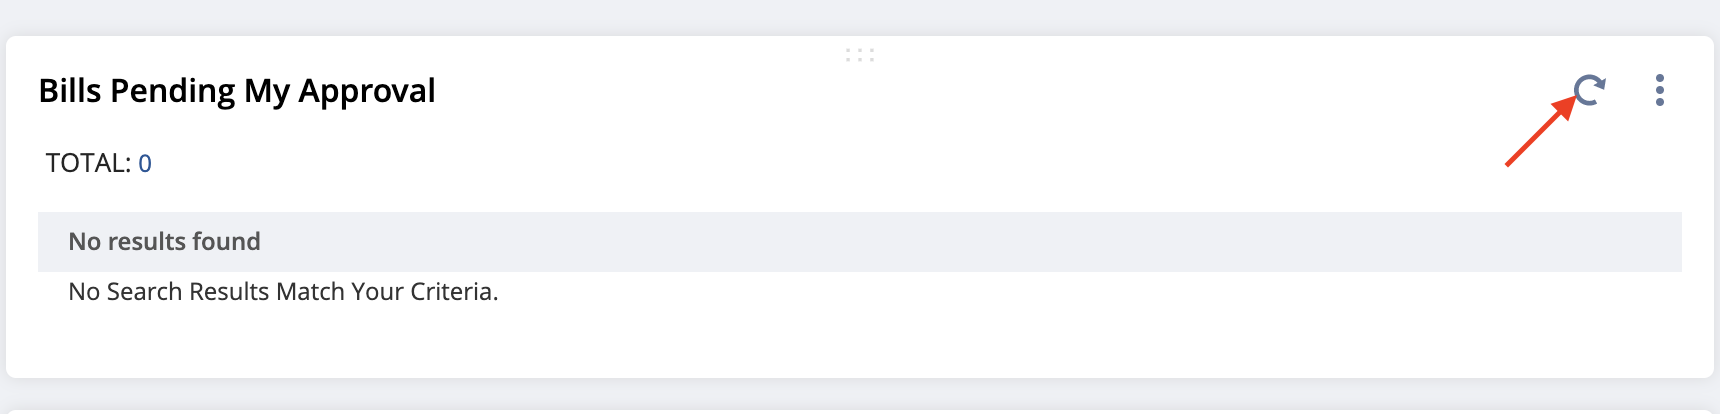 Bills Pending My Approval
TOTAL: 0
No results found
No Search Results Match Your Criteria.